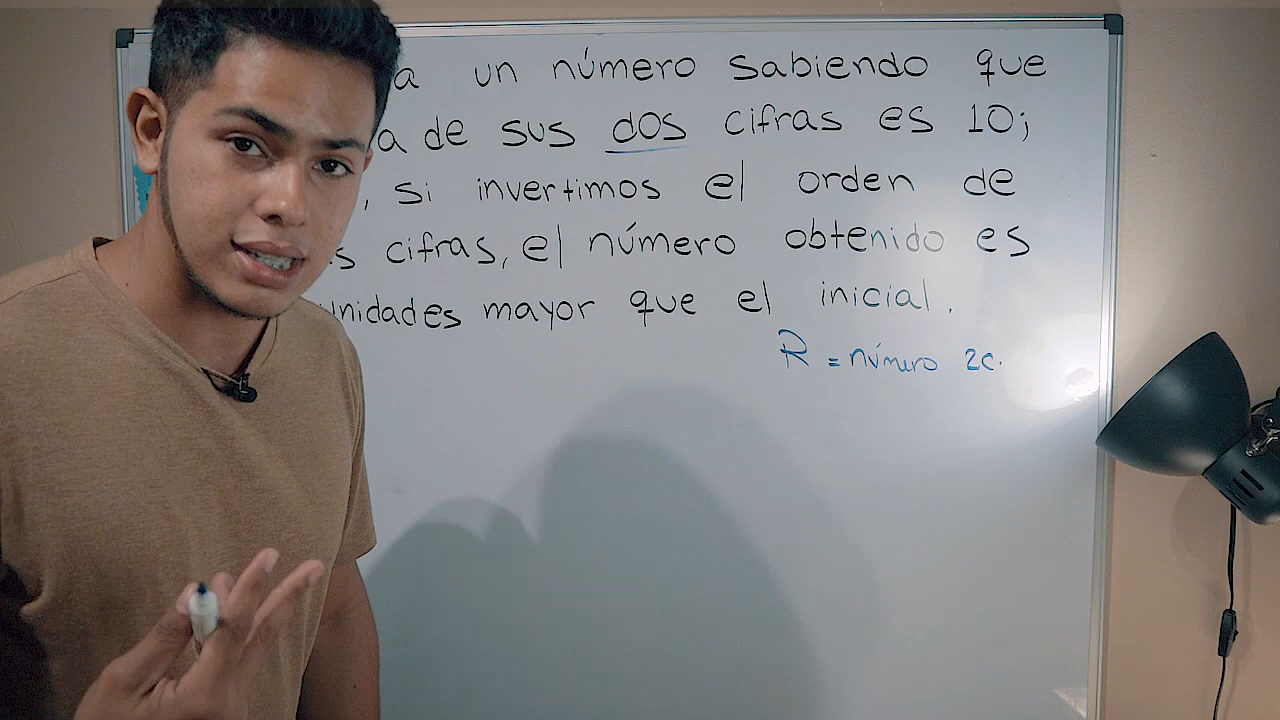 un número sabiendo que
de sus dos cifras es 10;
, si invertimos el orden de
cifras, el número obtenido es
unidades mayor que el inicial.
R = número 2c.